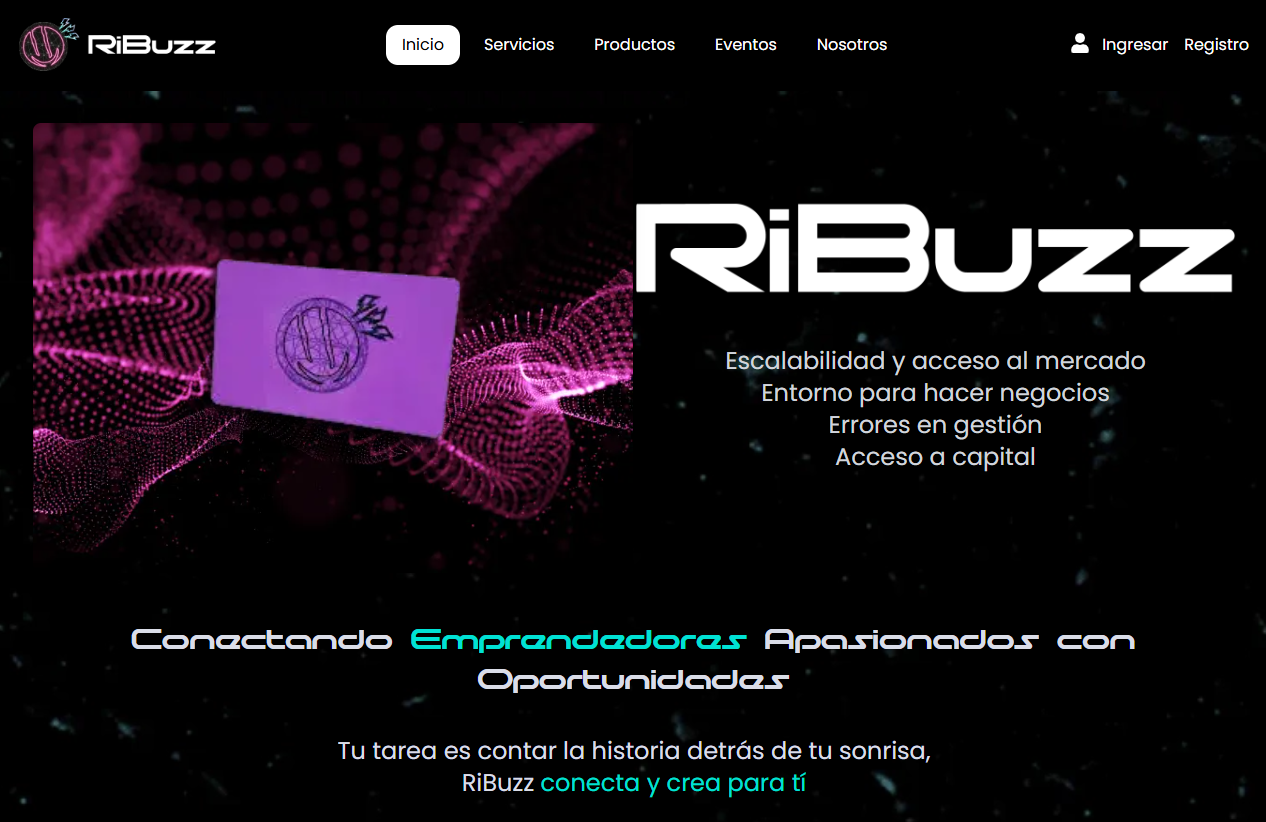 RiBuzz
Inicio
Servicios
Productos
Eventos
Nosotros
Ingresar
Registro
RiBuzz
Escalabilidad y acceso al mercado
Entorno para hacer negocios
Errores en gestión
Acceso a capital
Conectando Emprendedores Apasionados con
Oportunidades
Tu tarea es contar la historia detrás de tu sonrisa,
RiBuzz conecta y crea para tí